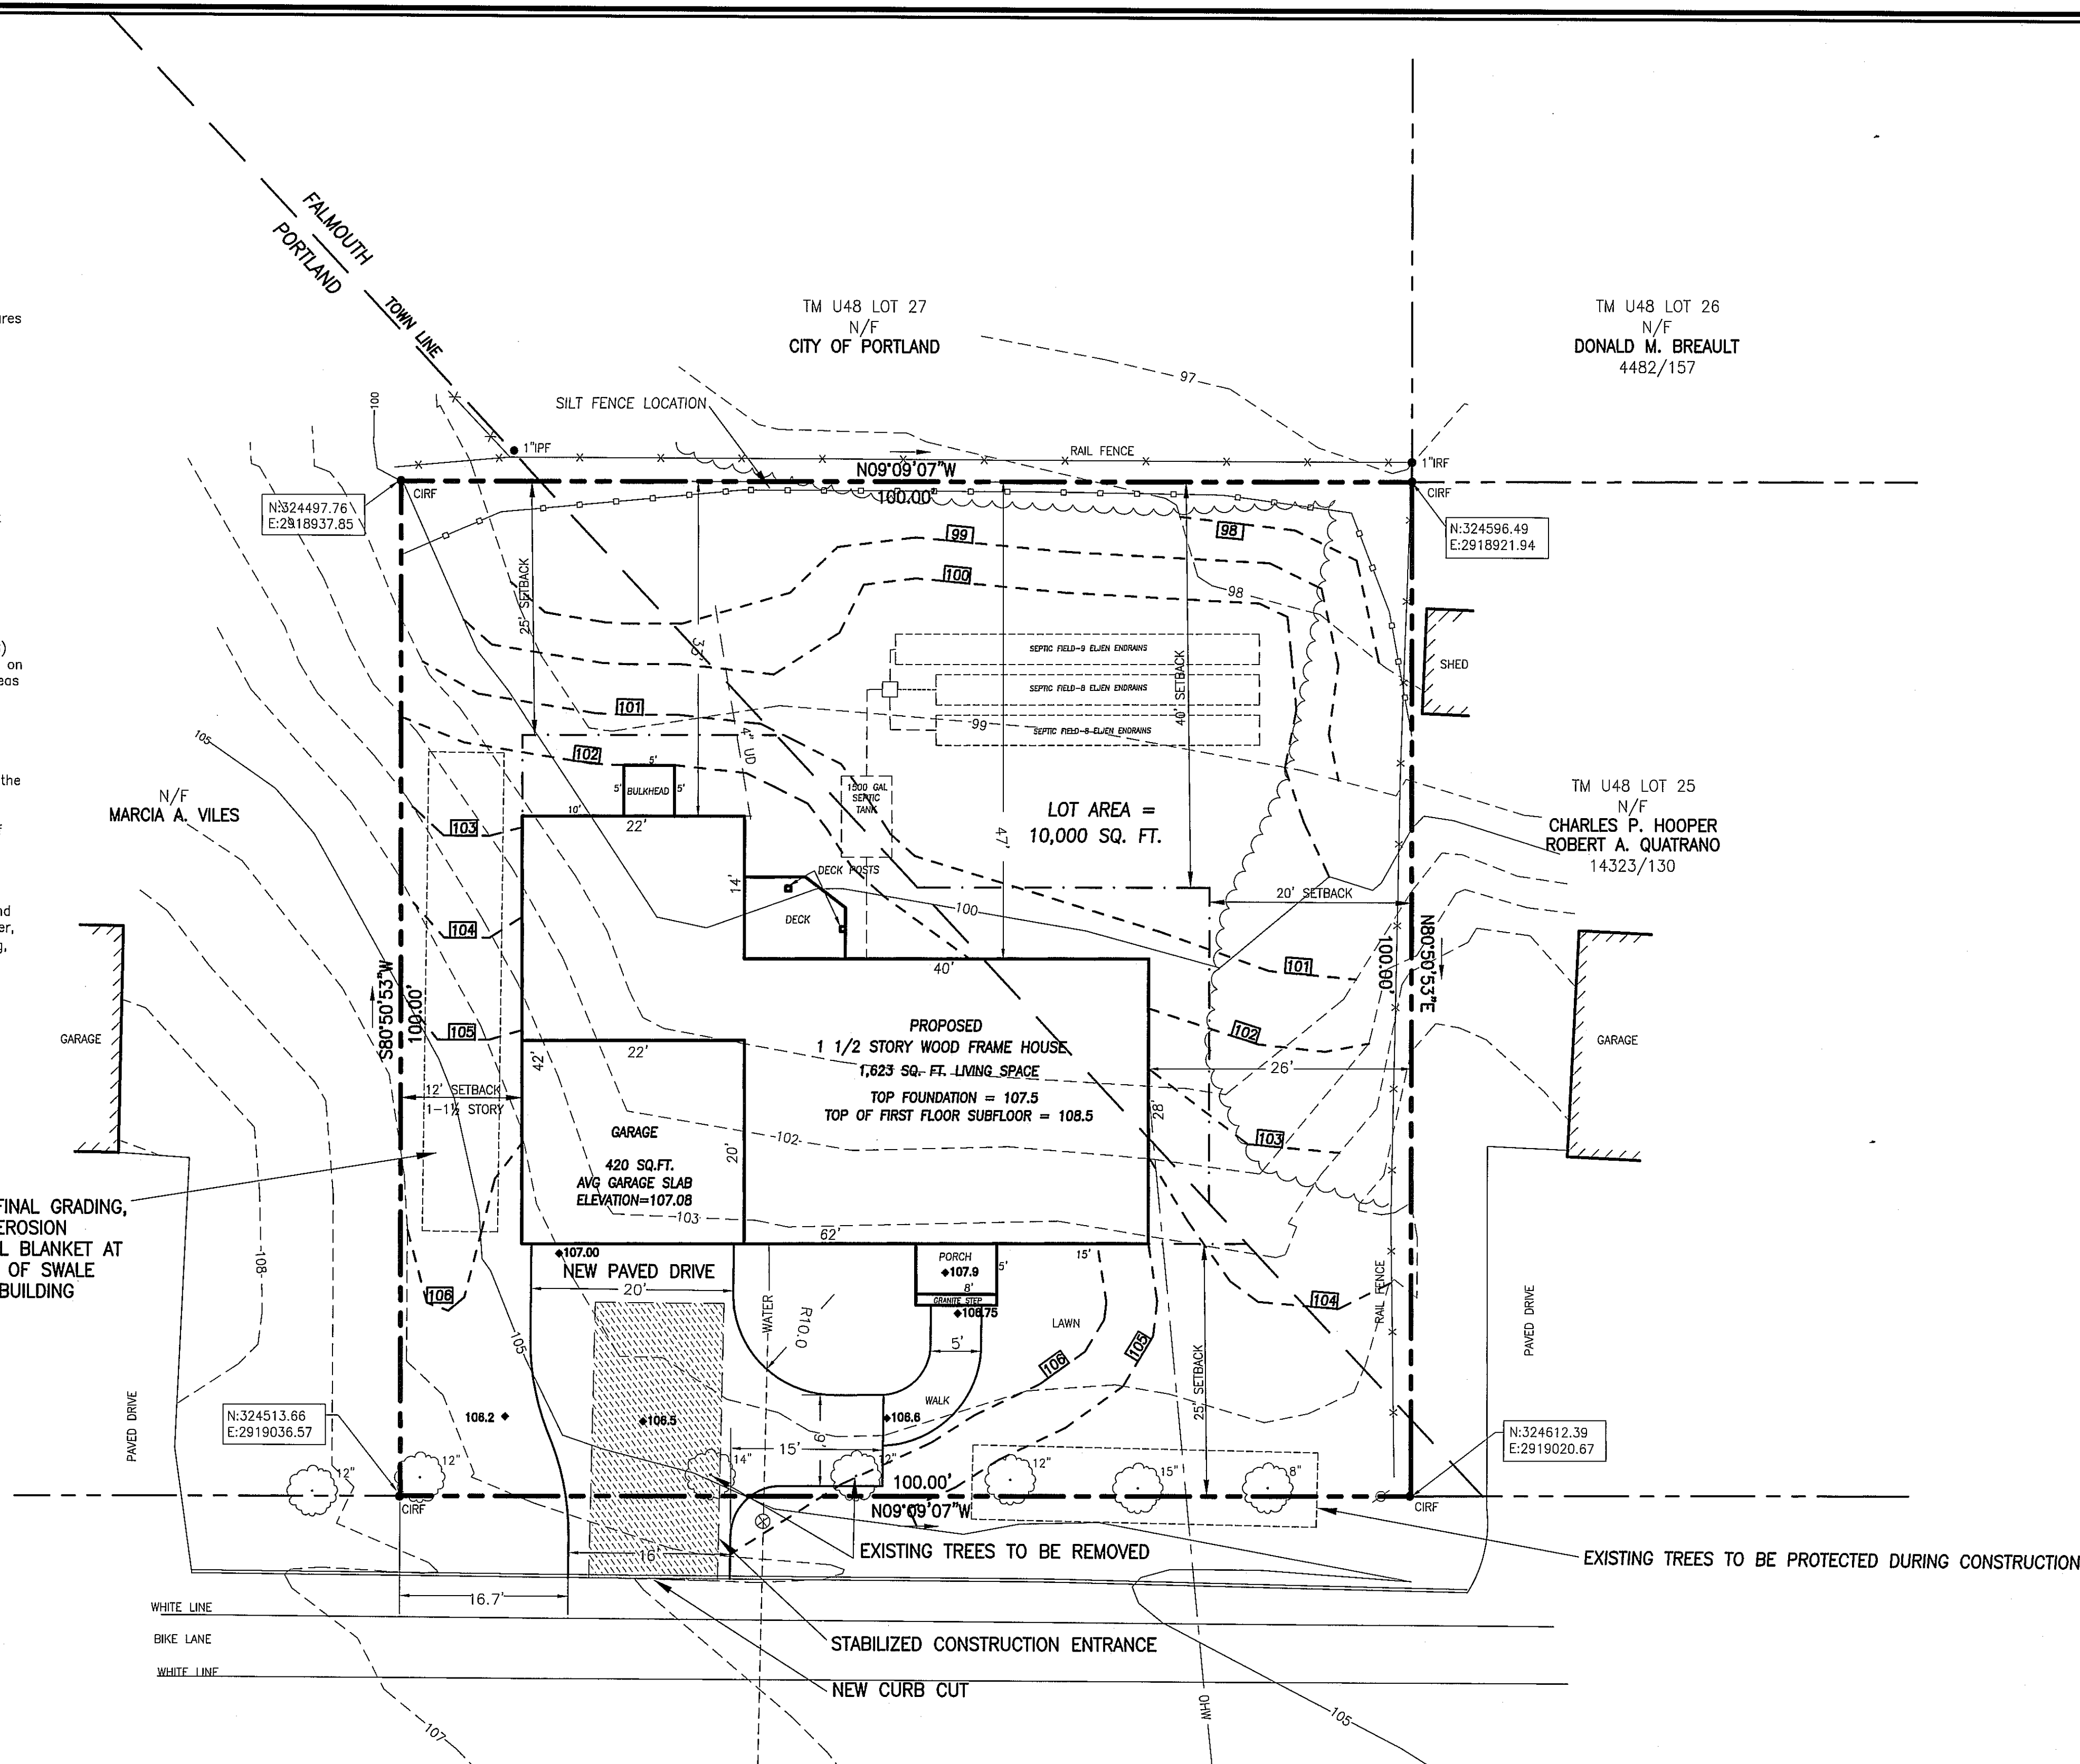 FALMOUTH
PORTLAND
TOWN LINE
TM U48 LOT 27
N/F
CITY OF PORTLAND
TM U48 LOT 26
N/F
DONALD M. BREAULT
4482/157
97
100
SILT FENCE LOCATION
1"IPF
RAIL FENCE
N09°09'07"W
100.00'
1"IRF
CIRF
CIRF
N:324497.76
E:2918937.85
N:324596.49
E:2918921.94
99
98
100
98
25' SETBACK
33'
40' SETBACK
SEPTIC FIELD-9 ELJEN ENDRAINS
SEPTIC FIELD-8 ELJEN ENDRAINS
SEPTIC FIELD-8 ELJEN ENDRAINS
SHED
101
99
102
4" UD
105
5'
5'
BULKHEAD
5'
10'
22'
1500 GAL
SEPTIC
TANK
LOT AREA =
10,000 SQ. FT.
47'
N/F
MARCIA A. VILES
TM U48 LOT 25
N/F
CHARLES P. HOOPER
ROBERT A. QUATRANO
14323/130
103
DECK POSTS
14'
DECK
100
20' SETBACK
104
40'
101
N80°50'53"E
100.00'
S80°50'53"W
100.00'
105
GARAGE
GARAGE
42'
22'
PROPOSED
1 1/2 STORY WOOD FRAME HOUSE
1,623 SQ. FT. LIVING SPACE
TOP FOUNDATION = 107.5
TOP OF FIRST FLOOR SUBFLOOR = 108.5
102
26'
28'
12' SETBACK
1-1½ STORY
GARAGE
420 SQ.FT.
AVG GARAGE SLAB
ELEVATION=107.08
20'
102
103
103
62'
FINAL GRADING,
EROSION
L BLANKET AT
OF SWALE
BUILDING
108
106
107.00
NEW PAVED DRIVE
20'
WATER
R10.0
PORCH
107.9
8'
5'
GRANITE STEP
106.75
15'
LAWN
104
RAIL FENCE
PAVED DRIVE
PAVED DRIVE
105
5'
106
105
25' SETBACK
WALK
N:324513.66
E:2919036.57
106.2
106.5
106.6
15'
9'
N:324612.39
E:2919020.67
12"
12"
14"
12"
12"
15"
8"
100.00'
N09°09'07"W
CIRF
CIRF
16'
16.7'
EXISTING TREES TO BE REMOVED
EXISTING TREES TO BE PROTECTED DURING CONSTRUCTION
WHITE LINE
BIKE LANE
WHITE LINE
STABILIZED CONSTRUCTION ENTRANCE
NEW CURB CUT
107
OHW
105